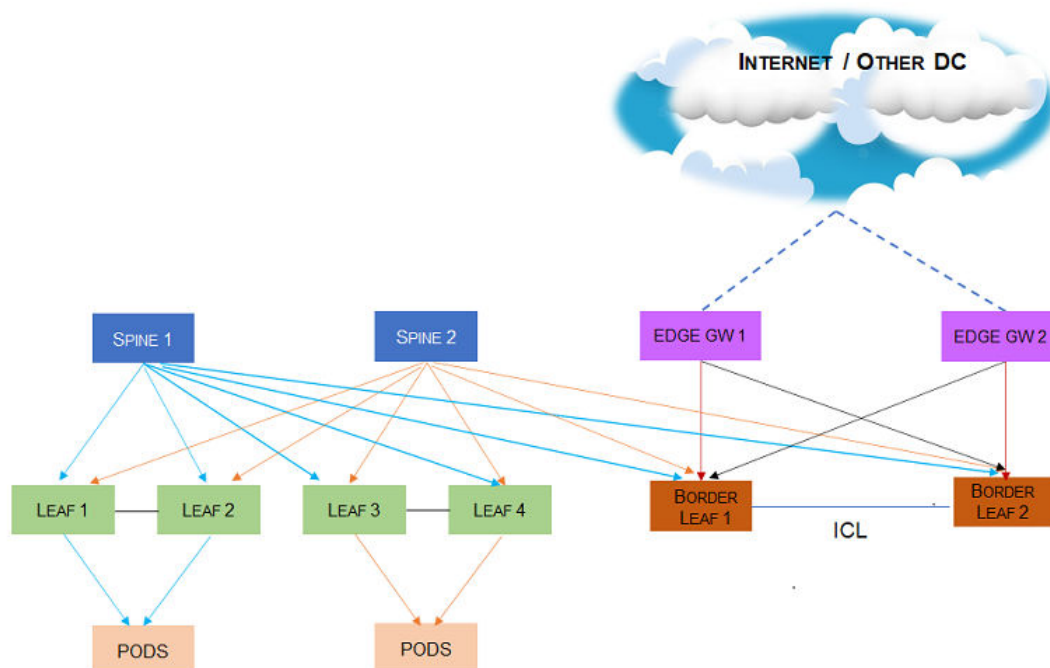 INTERNET / OTHER DC
SPINE 1
SPINE 2
EDGE GW 1
EDGE GW 2
LEAF 1
LEAF 2
LEAF 3
LEAF 4
BORDER
LEAF 1
BORDER
LEAF 2
ICL
PODS
PODS